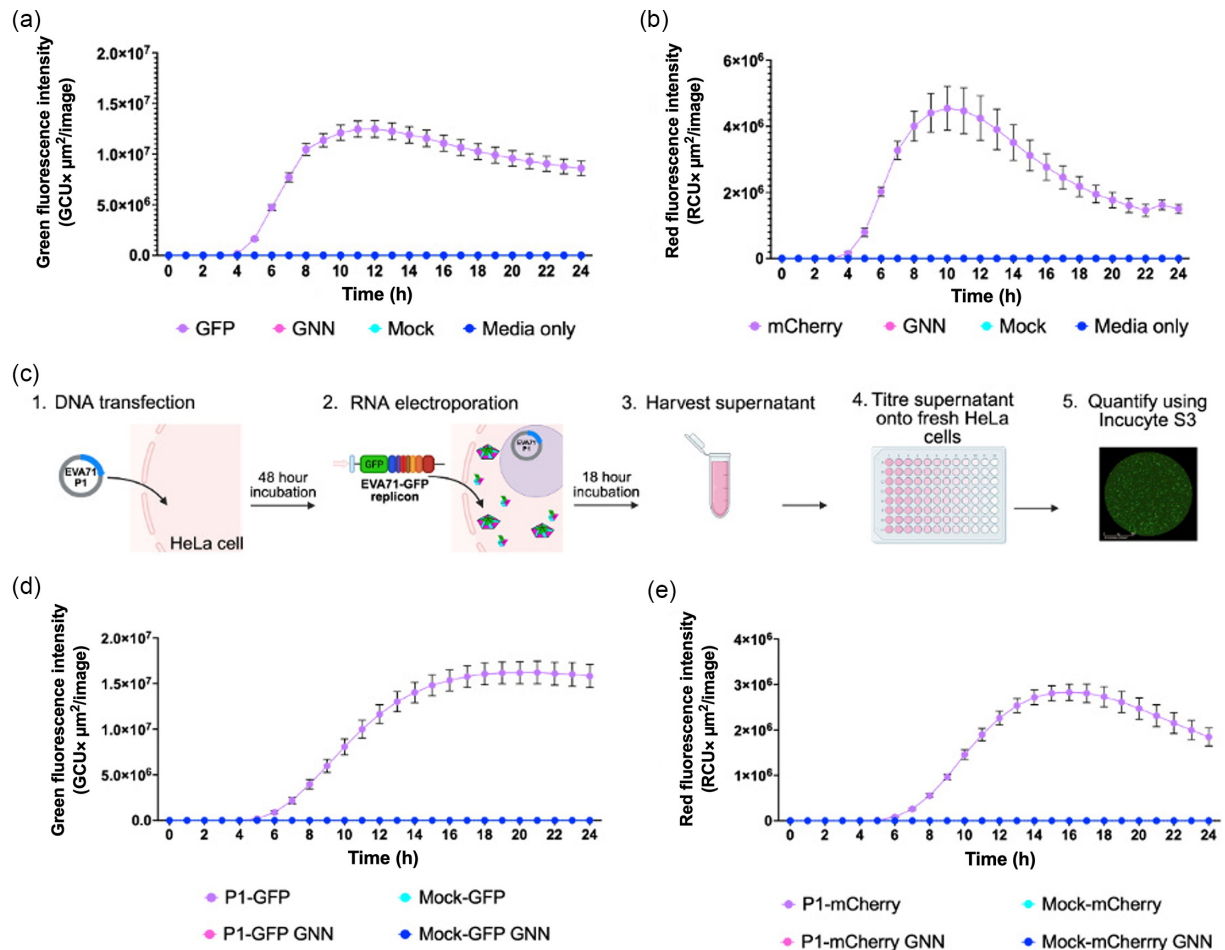 (a)
Green fluorescence intensity
(GCU× µm²/image)
2.0×10⁷
1.5×10⁷
1.0×10⁷
5.0×10⁶
0.0
0 2 4 6 8 10 12 14 16 18 20 22 24
Time (h)
GFP GNN Mock Media only
(b)
Red fluorescence intensity
(RCU× µm²/image)
6×10⁶
4×10⁶
2×10⁶
0
0 2 4 6 8 10 12 14 16 18 20 22 24
Time (h)
mCherry GNN Mock Media only
(c)
1. DNA transfection
EVA71
P1
HeLa cell
48 hour
incubation
2. RNA electroporation
GFP
EVA71-GFP
replicon
EVA71
P1
18 hour
incubation
3. Harvest supernatant
4. Titre supernatant
onto fresh HeLa
cells
5. Quantify using
Incucyte S3
(d)
Green fluorescence intensity
(GCU× µm²/image)
2.0×10⁷
1.5×10⁷
1.0×10⁷
5.0×10⁶
0.0
0 2 4 6 8 10 12 14 16 18 20 22 24
Time (h)
P1-GFP Mock-GFP
P1-GFP GNN Mock-GFP GNN
(e)
Red fluorescence intensity
(RCU× µm²/image)
4×10⁶
3×10⁶
2×10⁶
1×10⁶
0
0 2 4 6 8 10 12 14 16 18 20 22 24
Time (h)
P1-mCherry Mock-mCherry
P1-mCherry GNN Mock-mCherrry GNN